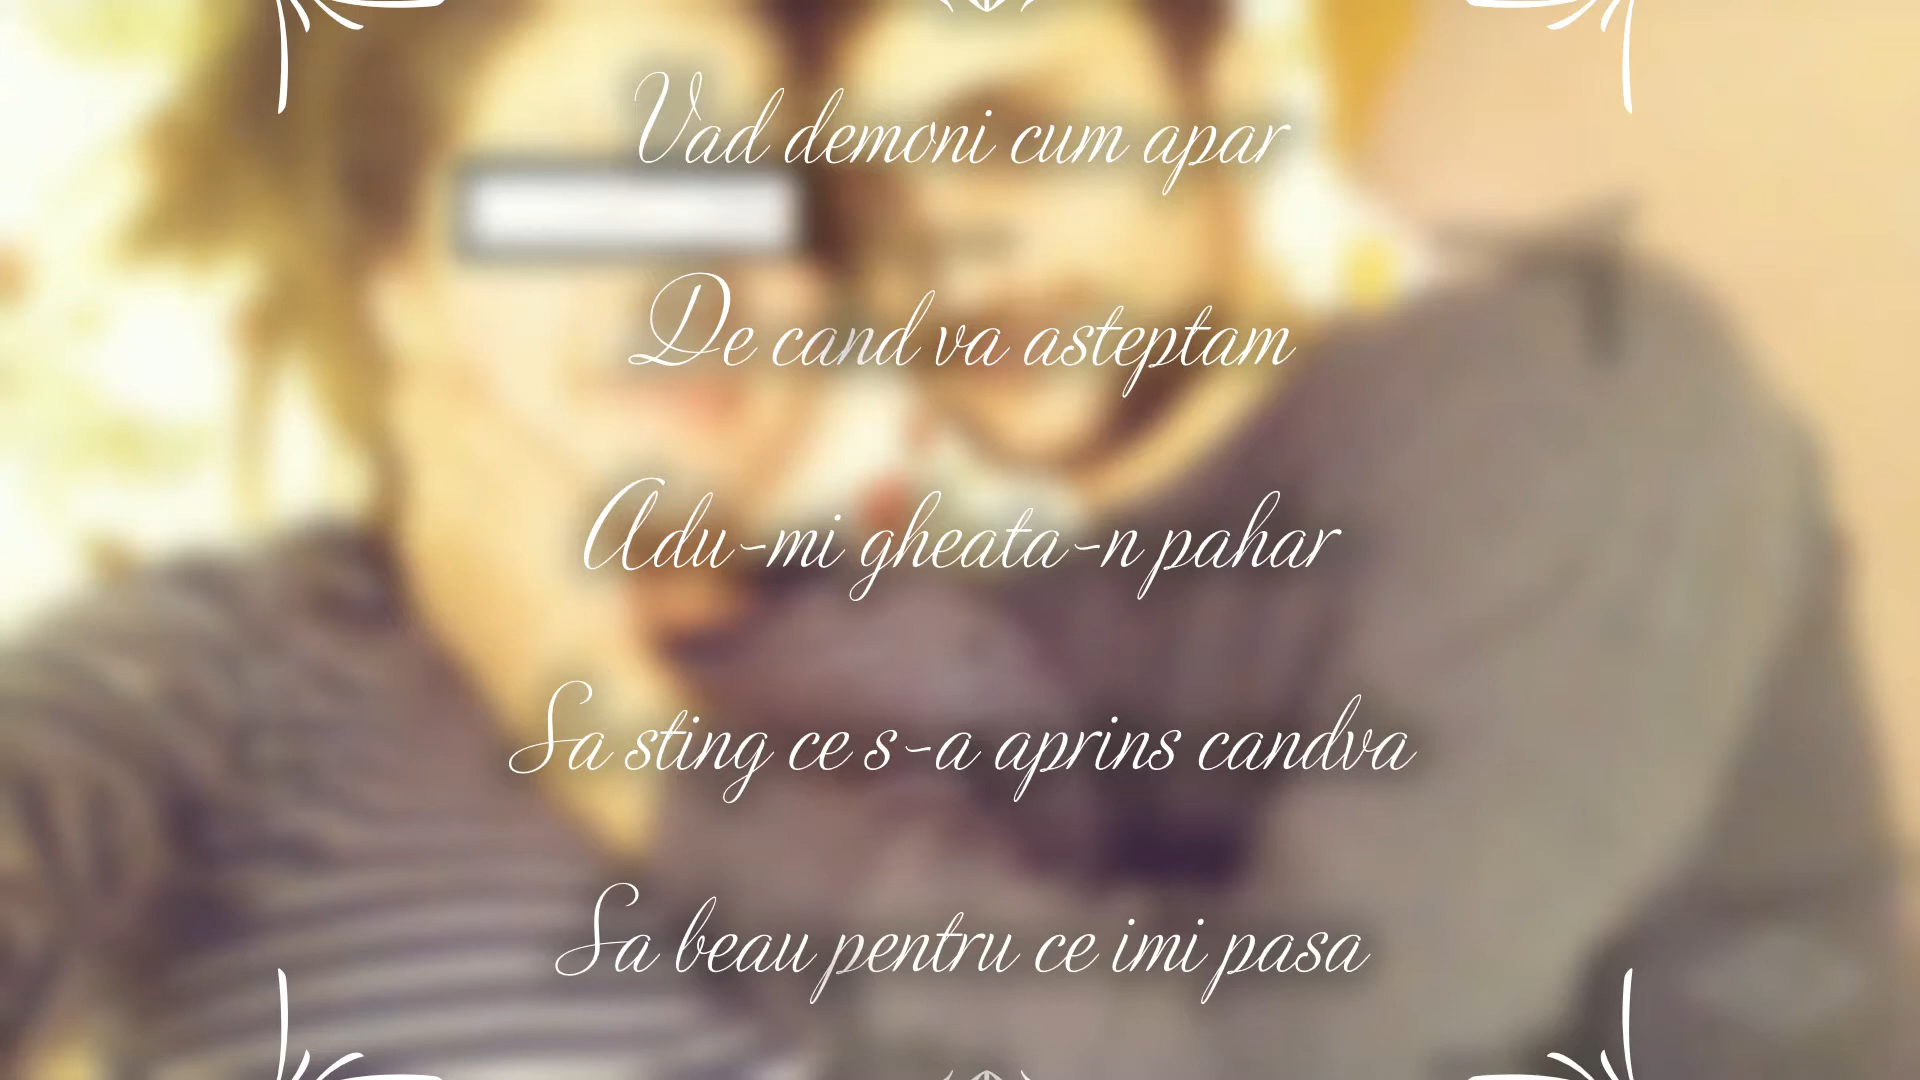 Vad demoni cum apar
De cand va asteptam
Adu-mi gheata-n pahar
Sa sting ce s-a aprins candva
Sa beau pentru ce imi pasa